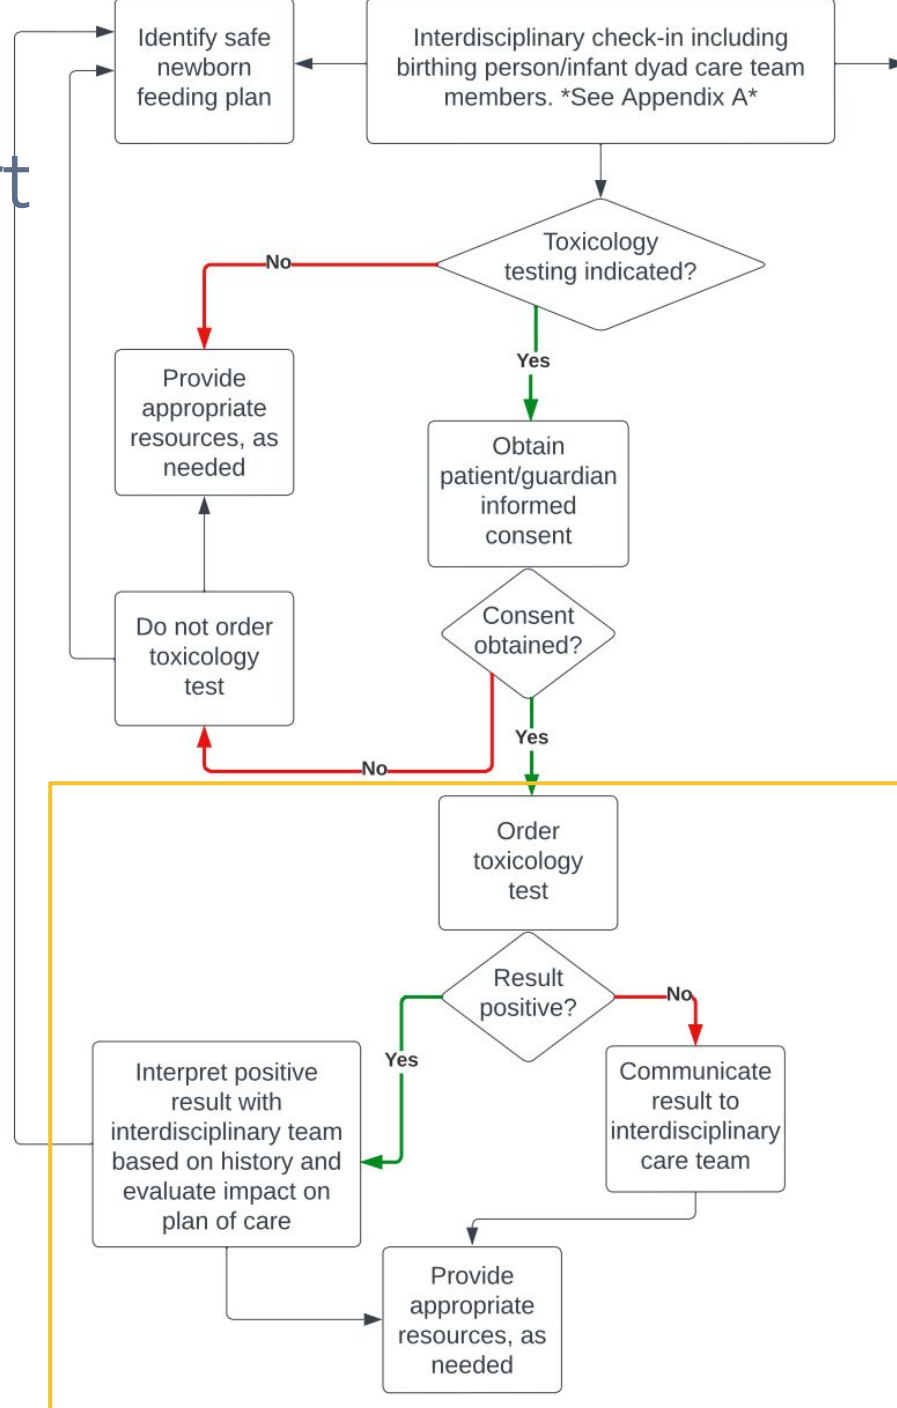 Identify safe
newborn
feeding plan
Interdisciplinary check-in including
birthing person/infant dyad care team
members. *See Appendix A*
rt
Toxicology
testing indicated?
No
Yes
Provide
appropriate
resources, as
needed
Obtain
patient/guardian
informed
consent
Consent
obtained?
Do not order
toxicology
test
Yes
No
Order
toxicology
test
Result
positive?
No
Yes
Interpret positive
result with
interdisciplinary team
based on history and
evaluate impact on
plan of care
Communicate
result to
interdisciplinary
care team
Provide
appropriate
resources, as
needed